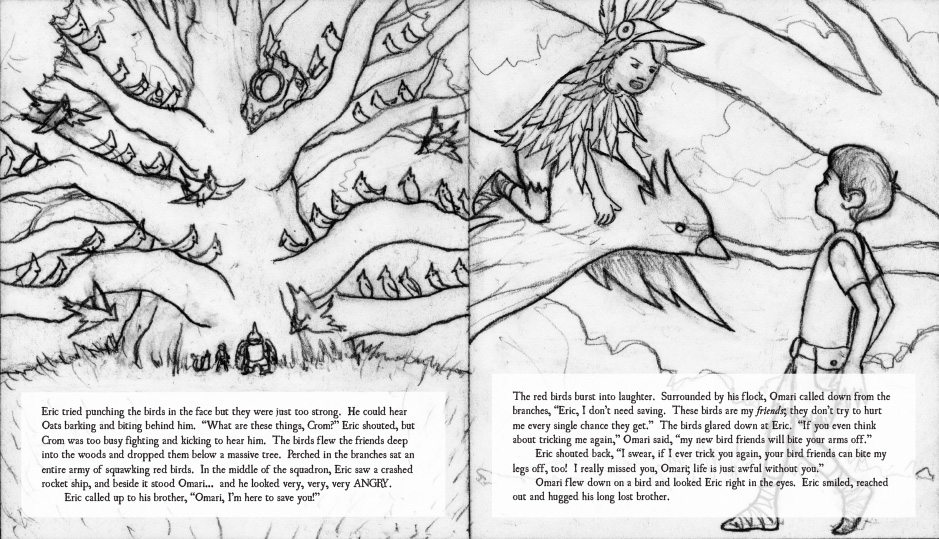 Eric tried punching the birds in the face but they were just too strong. He could hear
Oats barking and biting behind him. “What are these things, Crom?” Eric shouted, but
Crom was too busy fighting and kicking to hear him. The birds flew the friends deep
into the woods and dropped them below a massive tree. Perched in the branches sat an
entire army of squawking red birds. In the middle of the squadron, Eric saw a crashed
rocket ship, and beside it stood Omari... and he looked very, very, very ANGRY.
Eric called up to his brother, “Omari, I’m here to save you!”
The red birds burst into laughter. Surrounded by his flock, Omari called down from the
branches, “Eric, I don’t need saving. These birds are my friends; they don’t try to hurt
me every single chance they get.” The birds glared down at Eric. “If you even think
about tricking me again,” Omari said, “my new bird friends will bite your arms off.”
Eric shouted back, “I swear, if I ever trick you again, your bird friends can bite my
legs off, too! I really missed you, Omari; life is just awful without you.”
Omari flew down on a bird and looked Eric right in the eyes. Eric smiled, reached
out and hugged his long lost brother.